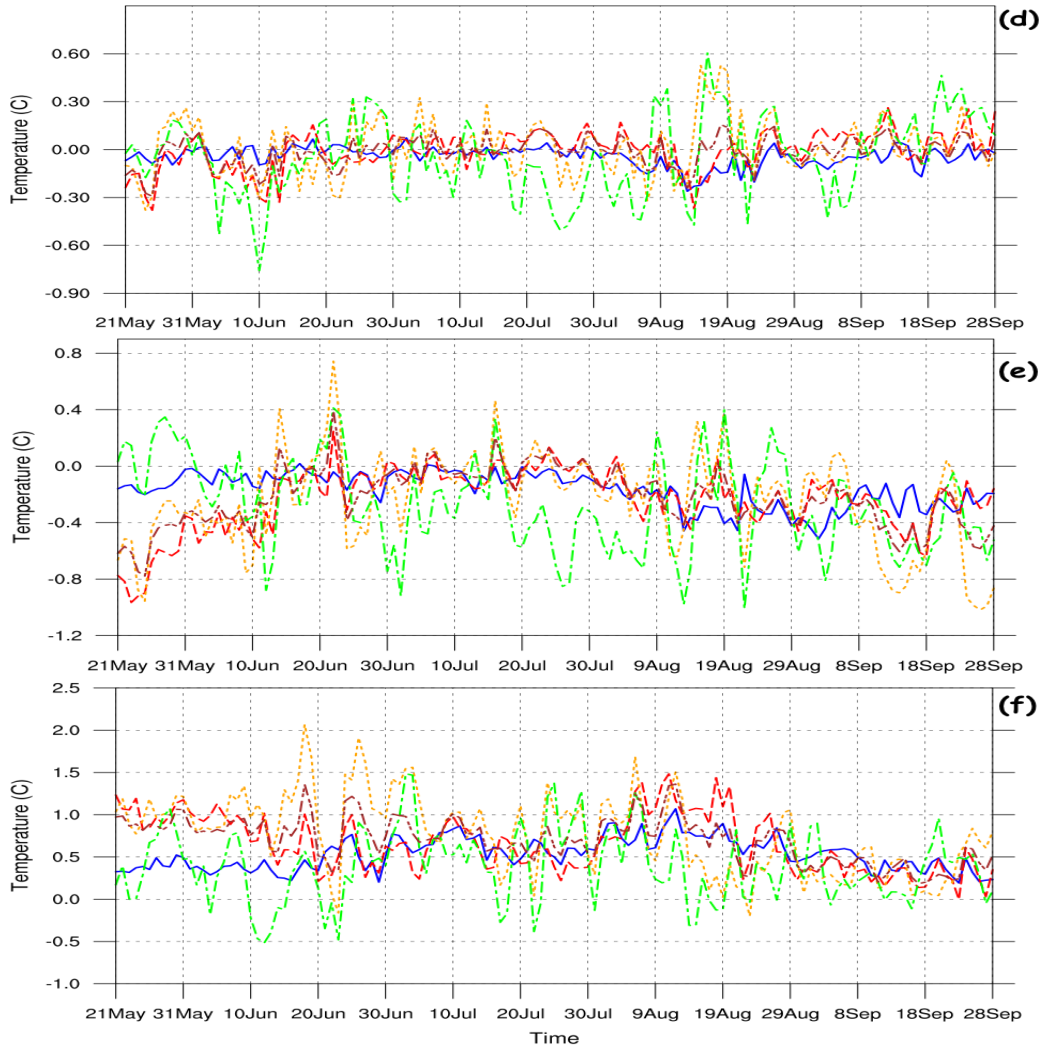 (d)
0.60
0.30
0.00
-0.30
-0.60
-0.90
Temperature (C)
21May 31May 10Jun 20Jun 30Jun 10Jul 20Jul 30Jul 9Aug 19Aug 29Aug 8Sep 18Sep 28Sep
(e)
0.8
0.4
0.0
-0.4
-0.8
-1.2
Temperature (C)
21May 31May 10Jun 20Jun 30Jun 10Jul 20Jul 30Jul 9Aug 19Aug 29Aug 8Sep 18Sep 28Sep
(f)
2.5
2.0
1.5
1.0
0.5
0.0
-0.5
-1.0
Temperature (C)
21May 31May 10Jun 20Jun 30Jun 10Jul 20Jul 30Jul 9Aug 19Aug 29Aug 8Sep 18Sep 28Sep
Time